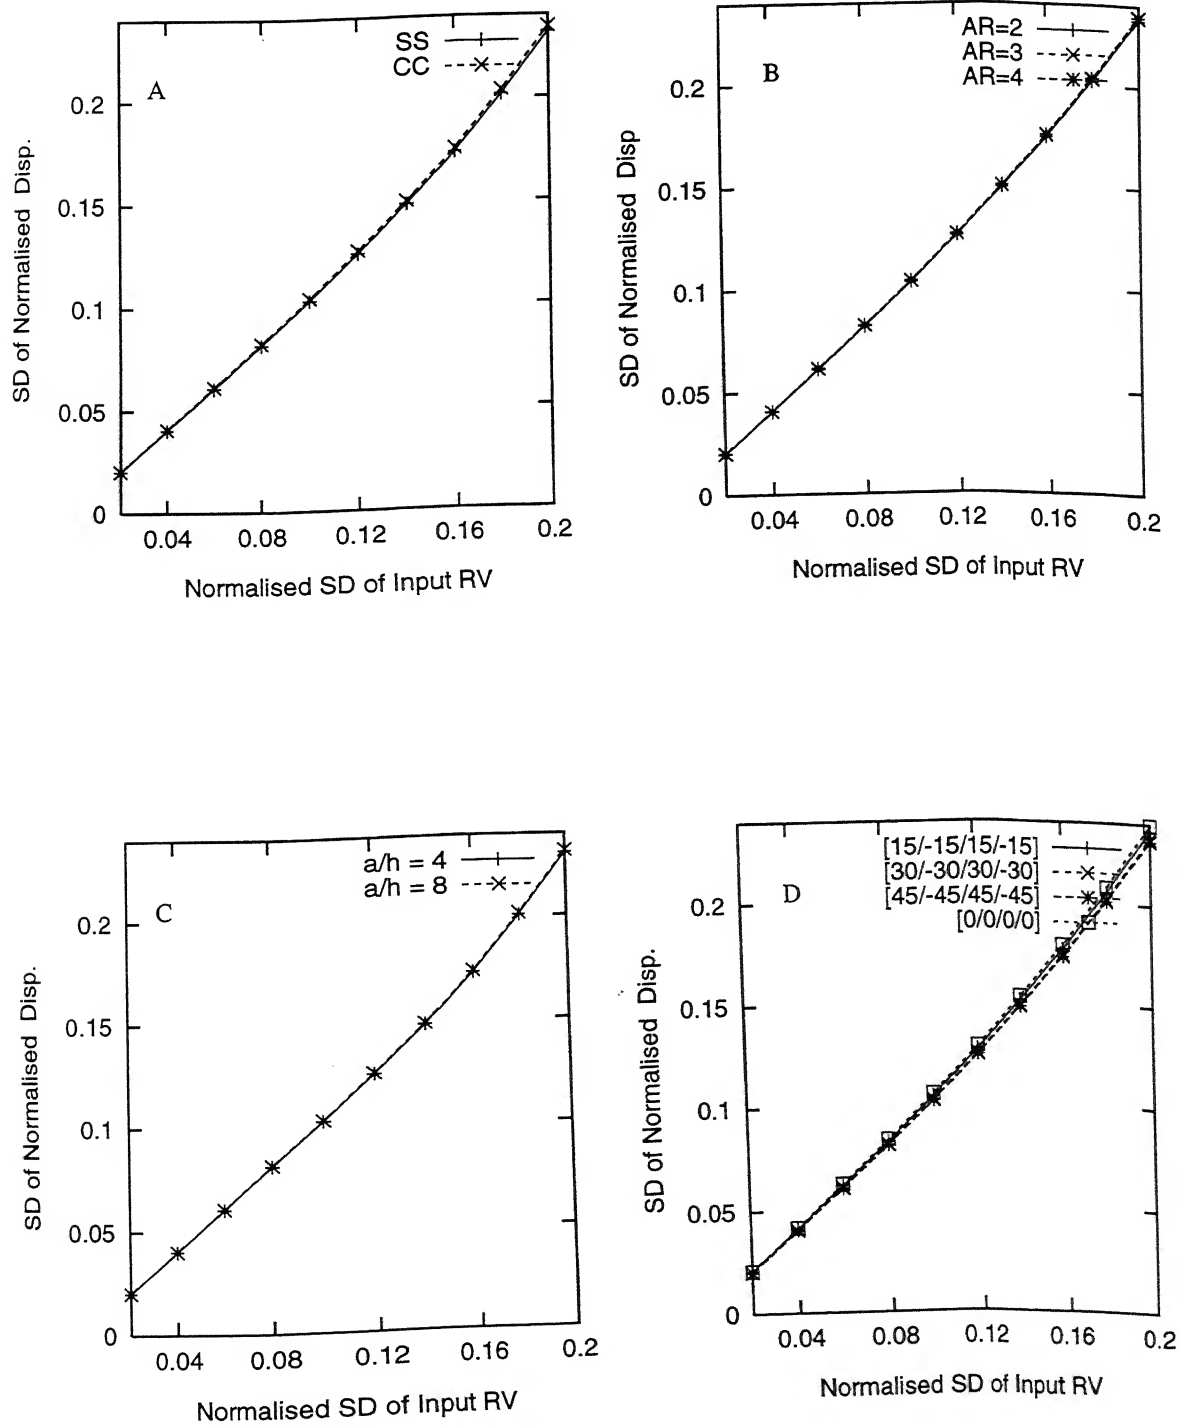 SS
CC
A
0.2
0.15
0.1
0.05
0
0.04 0.08 0.12 0.16 0.2
SD of Normalised Disp.
Normalised SD of Input RV
AR=2
AR=3
AR=4
B
0.2
0.15
0.1
0.05
0
0.04 0.08 0.12 0.16 0.2
SD of Normalised Disp
Normalised SD of Input RV
a/h = 4
a/h = 8
C
0.2
0.15
0.1
0.05
0
0.04 0.08 0.12 0.16 0.2
SD of Normalised Disp.
Normalised SD of Input RV
[15/-15/15/-15]
[30/-30/30/-30]
[45/-45/45/-45]
[0/0/0/0]
D
0.2
0.15
0.1
0.05
0
0.04 0.08 0.12 0.16 0.2
SD of Normalised Disp.
Normalised SD of Input RV